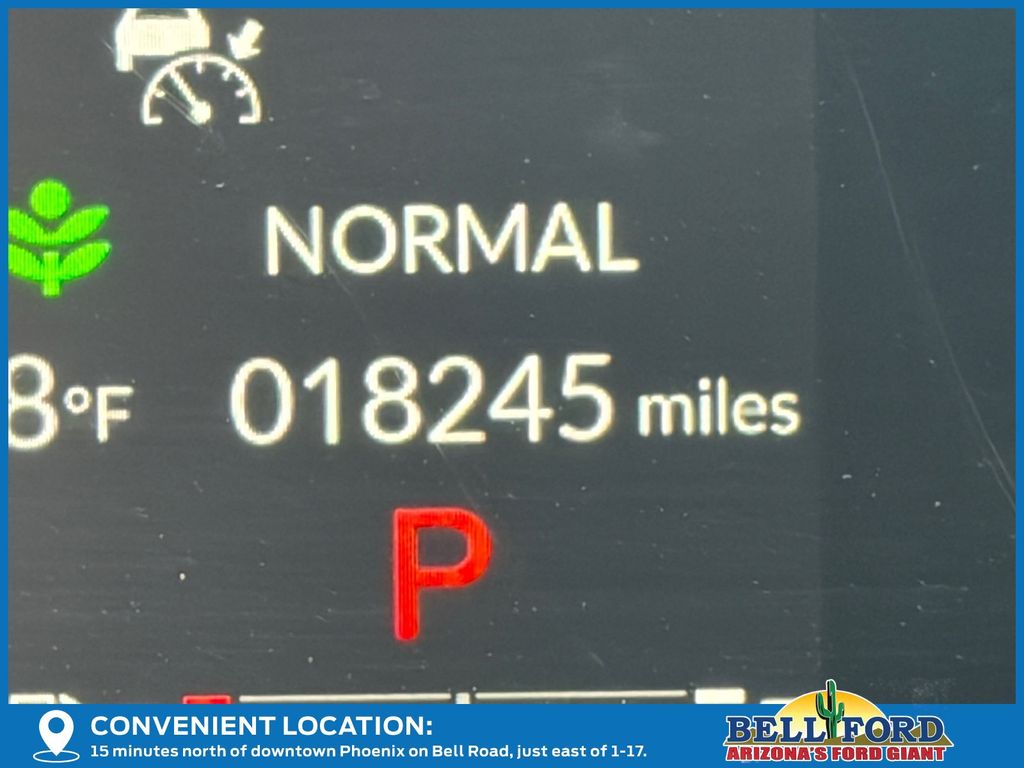 NORMAL
8°F
018245 miles
P
CONVENIENT LOCATION:
15 minutes north of downtown Phoenix on Bell Road, just east of 1-17.
BELL FORD
ARIZONA'S FORD GIANT